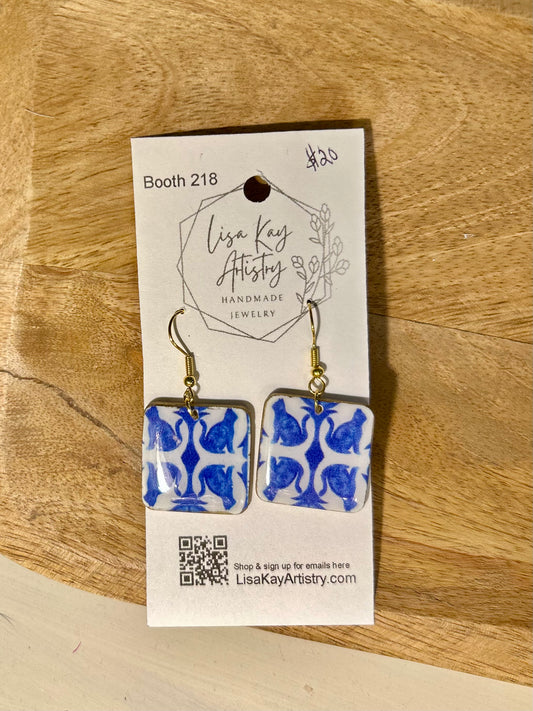 $20
Booth 218
Lisa Kay
Artistry
HANDMADE
JEWELRY
Shop & sign up for emails here
LisaKayArtistry.com